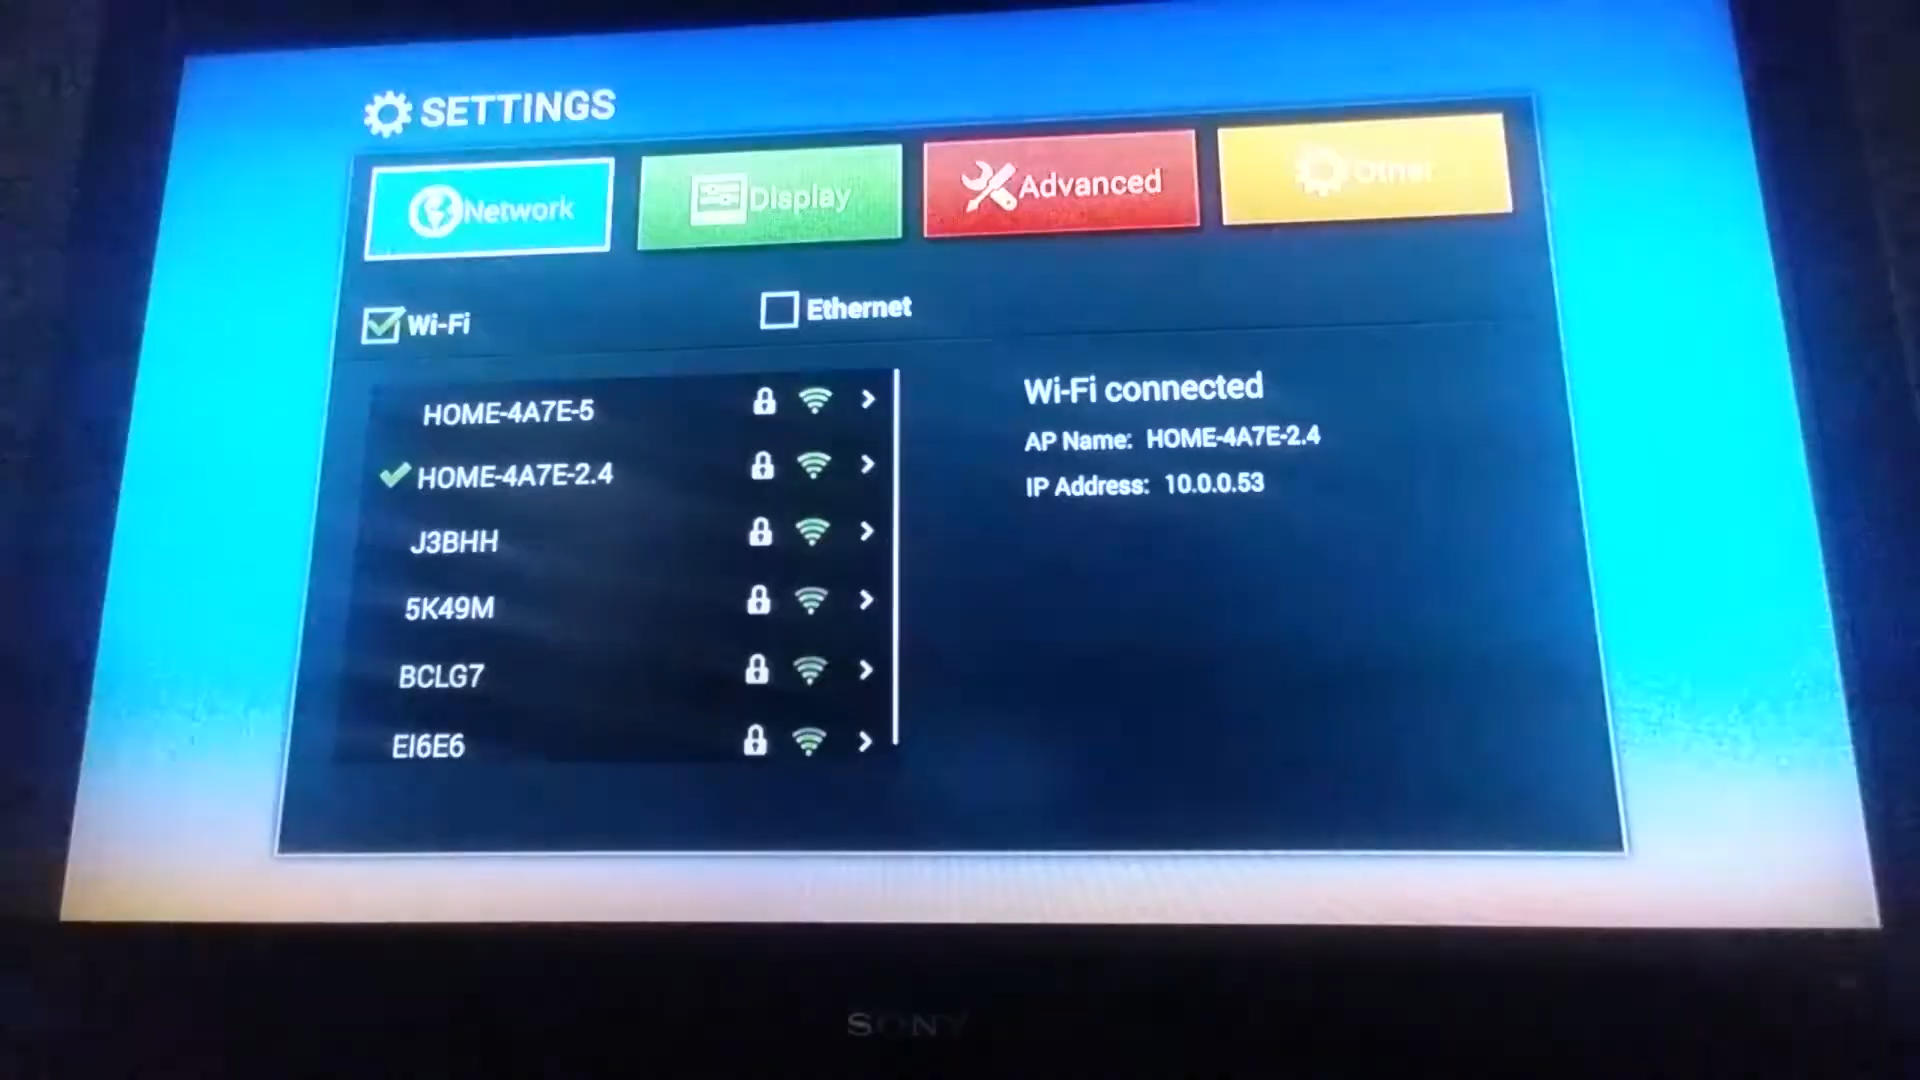 SETTINGS
Network
Display
Advanced
Other
Wi-Fi
Ethernet
HOME-4A7E-5
HOME-4A7E-2.4
J3BHH
5K49M
BCLG7
EI6E6
Wi-Fi connected
AP Name: HOME-4A7E-2.4
IP Address: 10.0.0.53
SONY